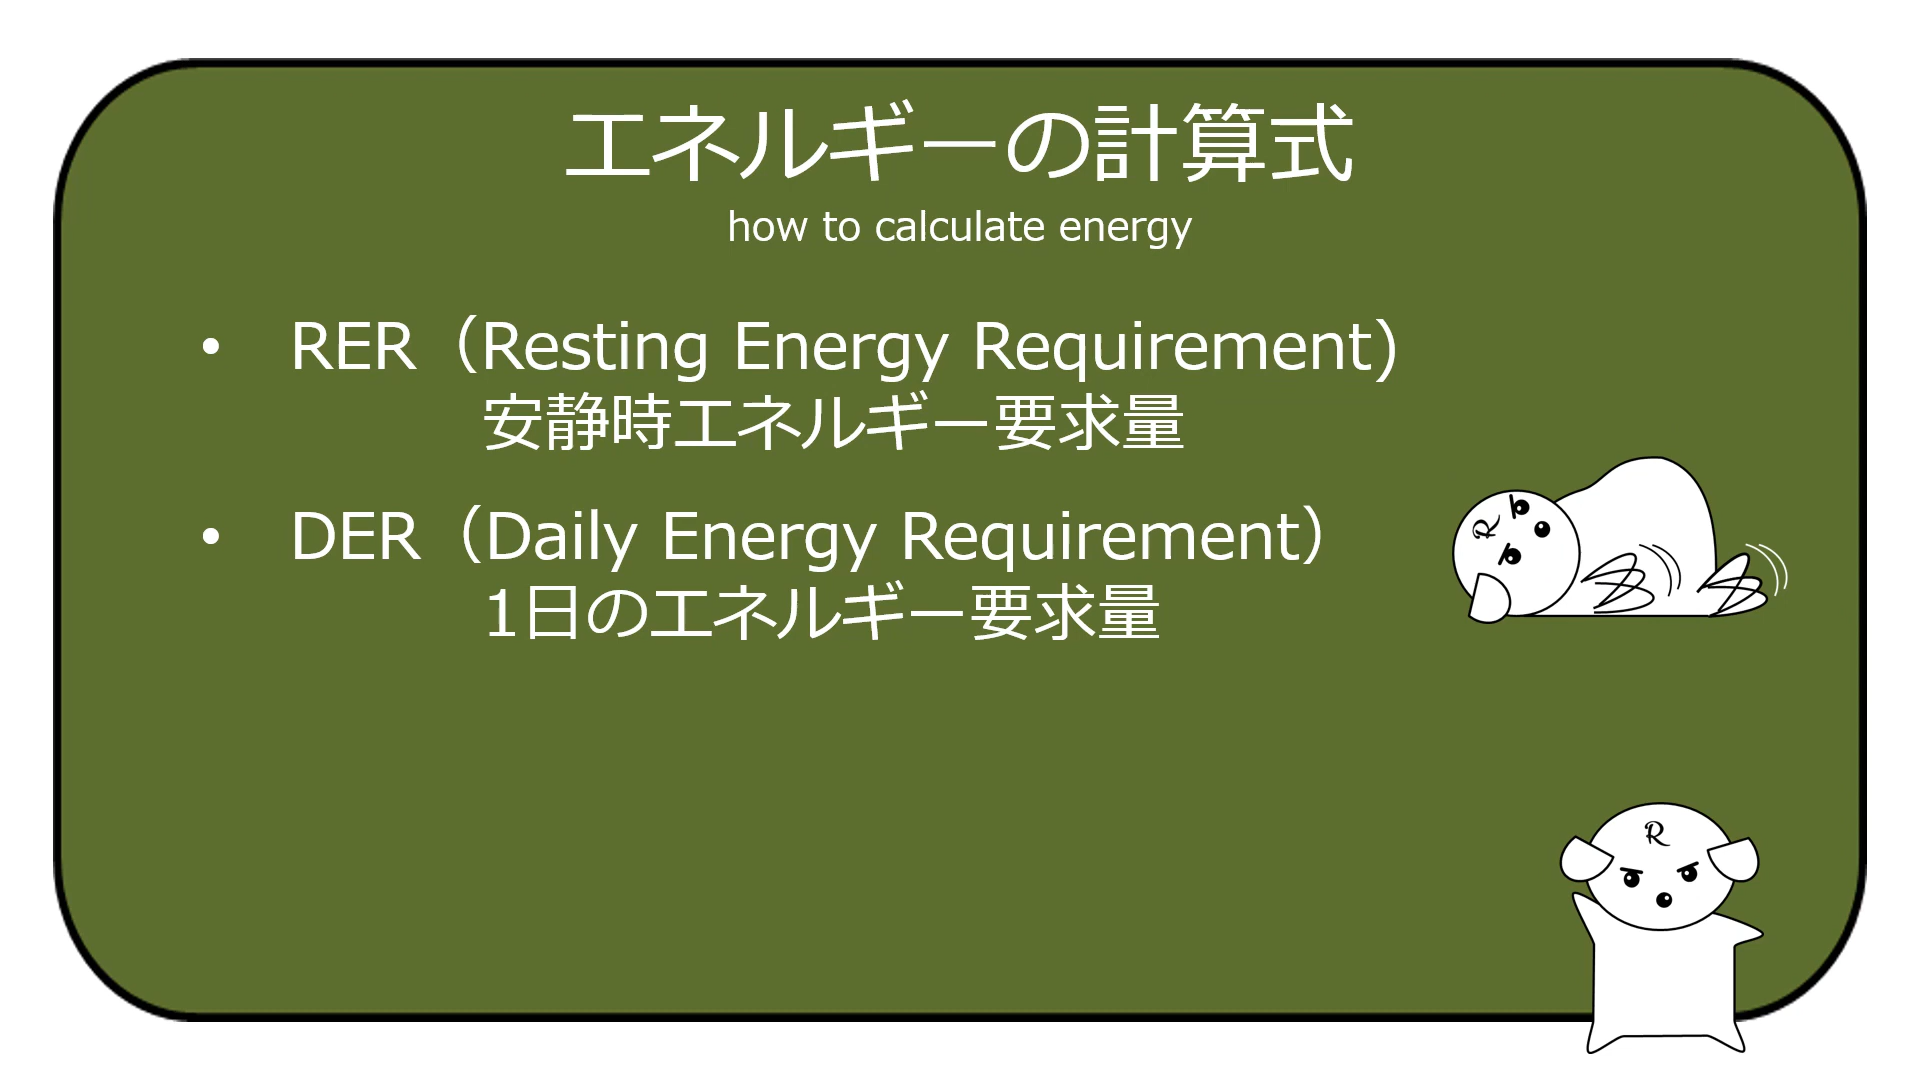 エネルギーの計算式
how to calculate energy
• RER（Resting Energy Requirement)
安静時エネルギー要求量
• DER（Daily Energy Requirement）
1日のエネルギー要求量
R
R